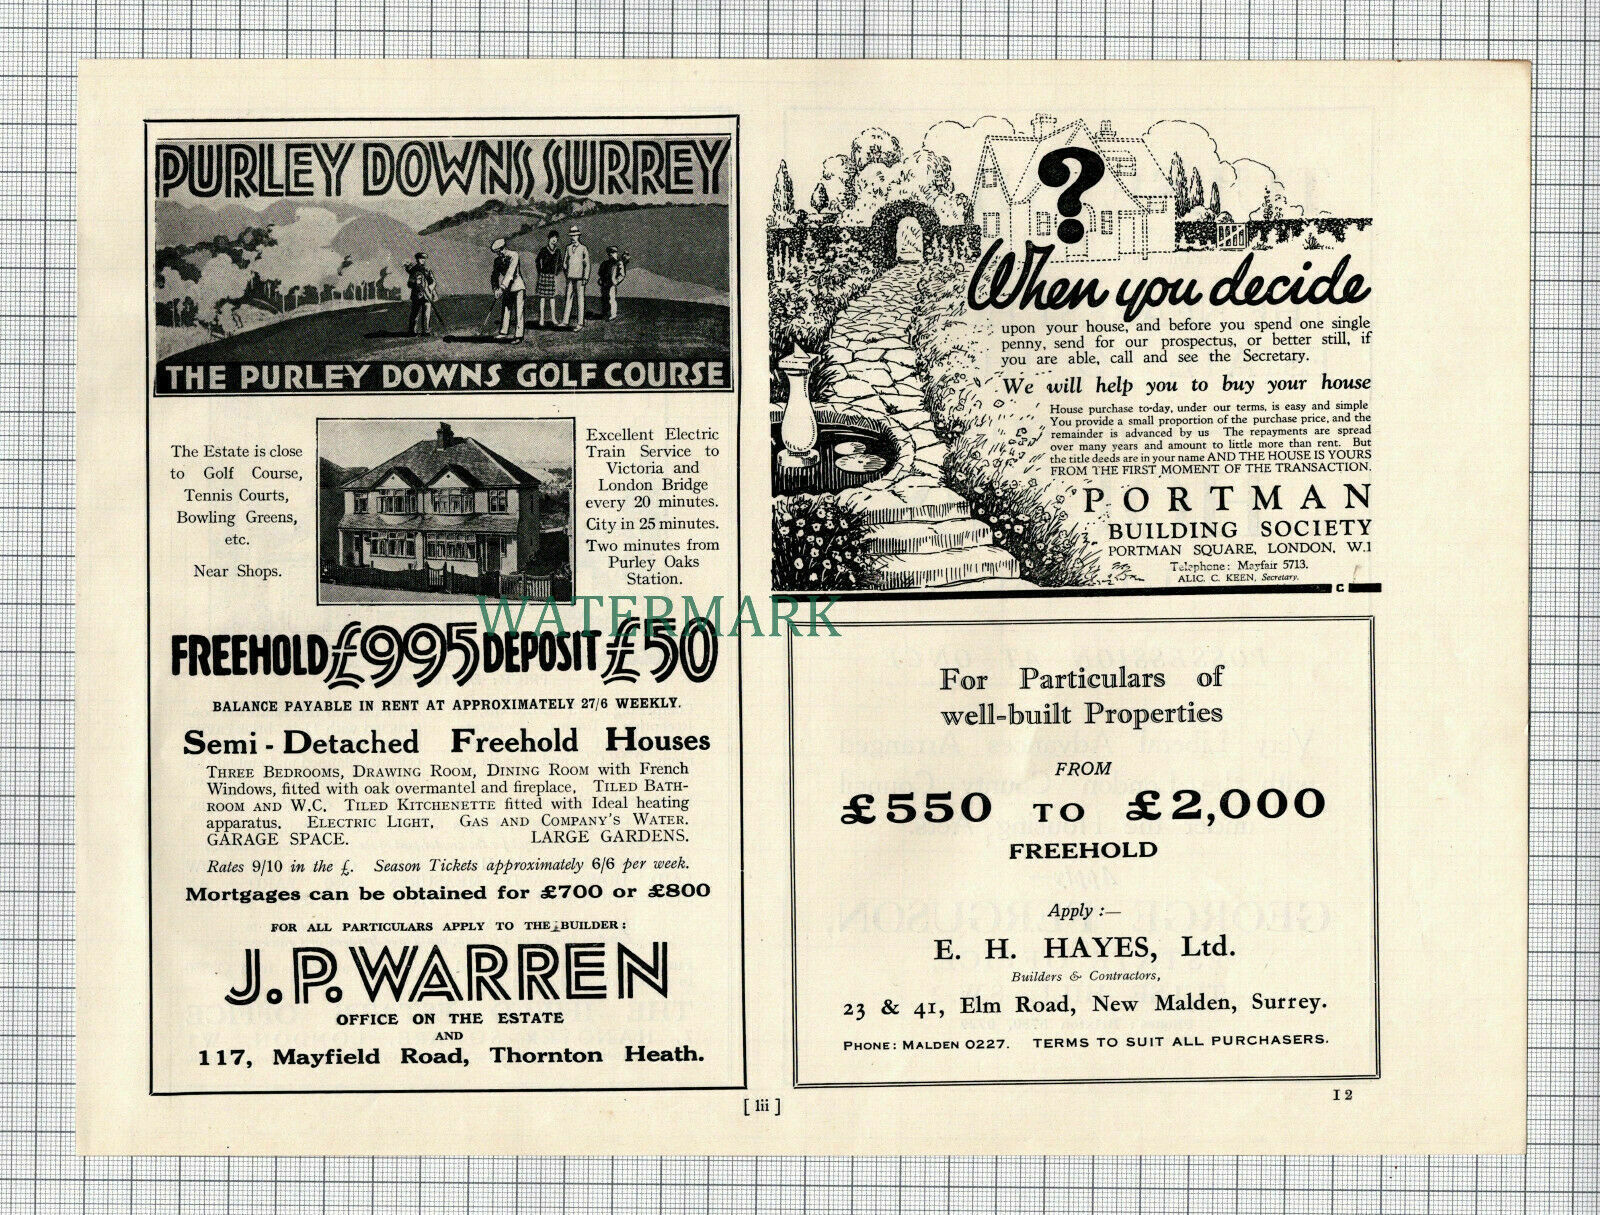 PURLEY DOWNS SURREY
THE PURLEY DOWNS GOLF COURSE
The Estate is close
to Golf Course,
Tennis Courts,
Bowling Greens,
etc.
Near Shops.
Excellent Electric
Train Service to
Victoria and
London Bridge
every 20 minutes.
City in 25 minutes.
Two minutes from
Purley Oaks
Station.
FREEHOLD £995 DEPOSIT £50
BALANCE PAYABLE IN RENT AT APPROXIMATELY 27/6 WEEKLY.
Semi-Detached Freehold Houses
THREE BEDROOMS, DRAWING ROOM, DINING ROOM with French
Windows, fitted with oak overmantel and fireplace, TILED BATH-
ROOM AND W.C. TILED KITCHENETTE fitted with Ideal heating
apparatus. ELECTRIC LIGHT, GAS AND COMPANY'S WATER.
GARAGE SPACE. LARGE GARDENS.
Rates 9/10 in the £. Season Tickets approximately 6/6 per week.
Mortgages can be obtained for £700 or £800
FOR ALL PARTICULARS APPLY TO THE BUILDER:
J.P. WARREN
OFFICE ON THE ESTATE
AND
117, Mayfield Road, Thornton Heath.
?
When you decide
upon your house, and before you spend one single
penny, send for our prospectus, or better still, if
you are able, call and see the Secretary.
We will help you to buy your house
House purchase to-day, under our terms, is easy and simple
You provide a small proportion of the purchase price, and the
remainder is advanced by us The repayments are spread
over many years and amount to little more than rent. But
the title deeds are in your name AND THE HOUSE IS YOURS
FROM THE FIRST MOMENT OF THE TRANSACTION.
PORTMAN
BUILDING SOCIETY
PORTMAN SQUARE, LONDON, W.1
Telephone: Mayfair 5713.
ALIC. C. KEEN, Secretary.
C
For Particulars of
well-built Properties
FROM
£550 TO £2,000
FREEHOLD
Apply :—
E. H. HAYES, Ltd.
Builders & Contractors,
23 & 41, Elm Road, New Malden, Surrey.
PHONE: MALDEN 0227. TERMS TO SUIT ALL PURCHASERS.
I 2
[ lii ]
WATERMARK